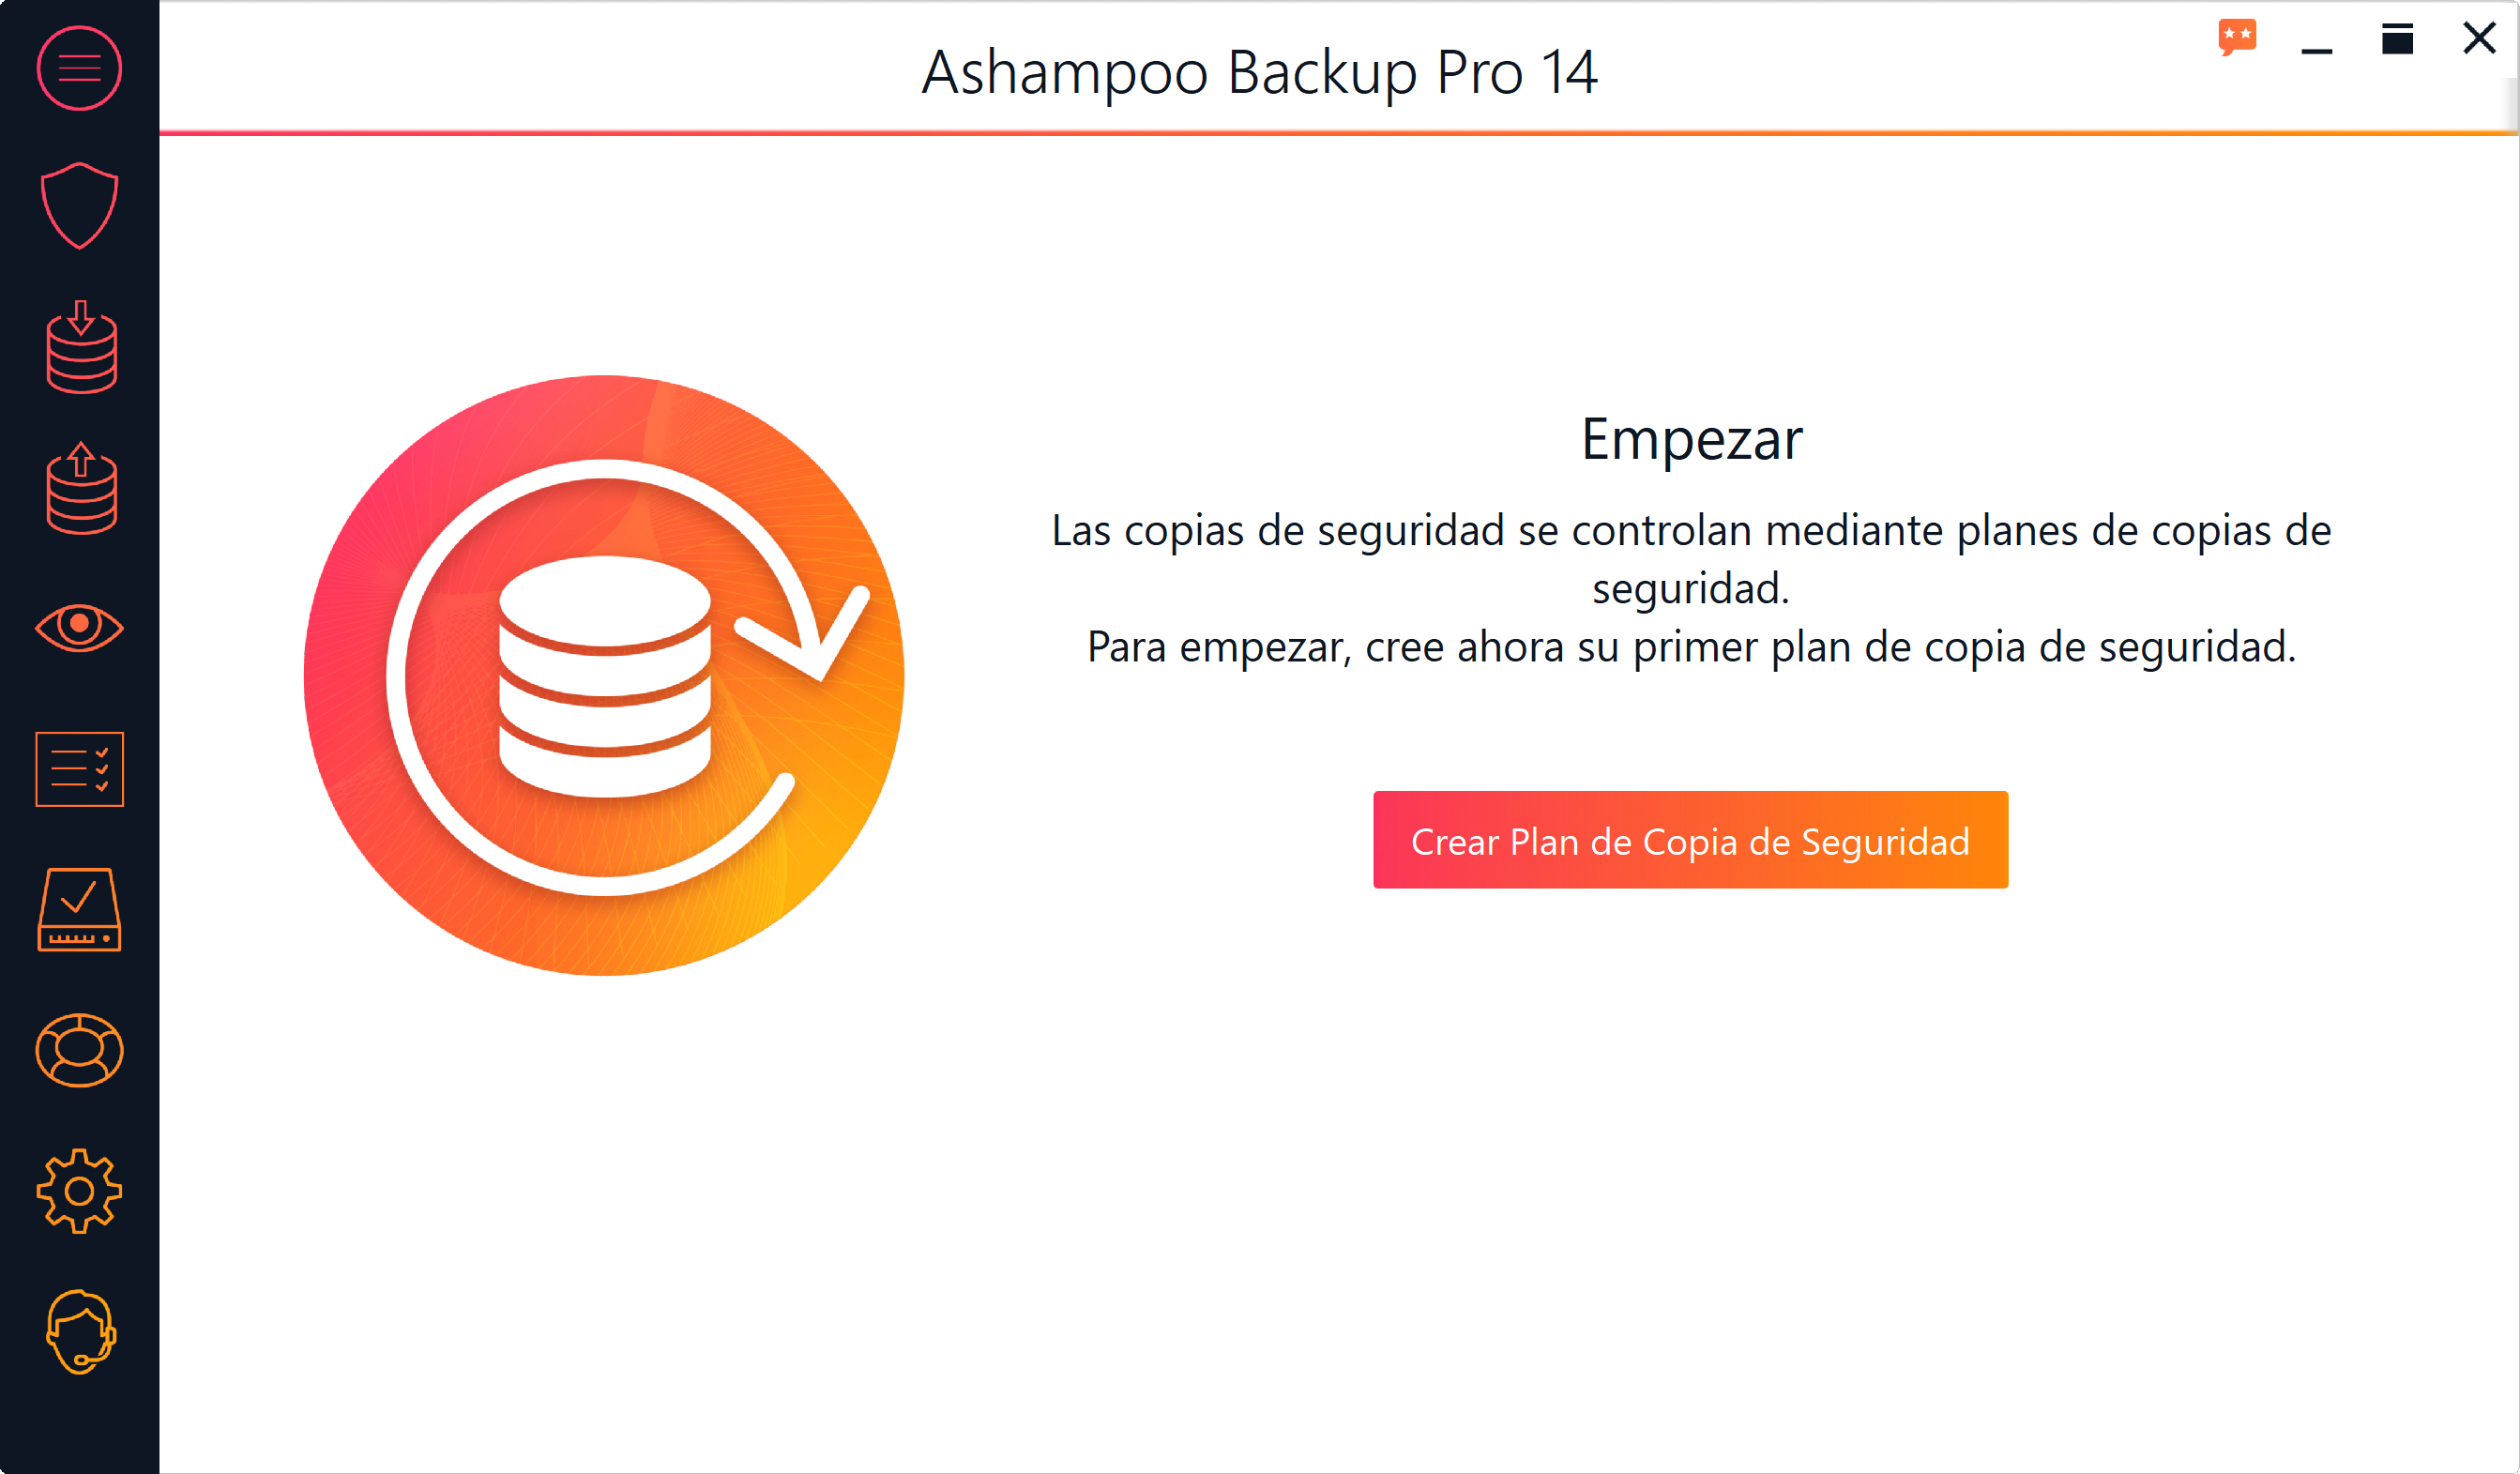 Ashampoo Backup Pro 14
Empezar
Las copias de seguridad se controlan mediante planes de copias de
seguridad.
Para empezar, cree ahora su primer plan de copia de seguridad.
Crear Plan de Copia de Seguridad